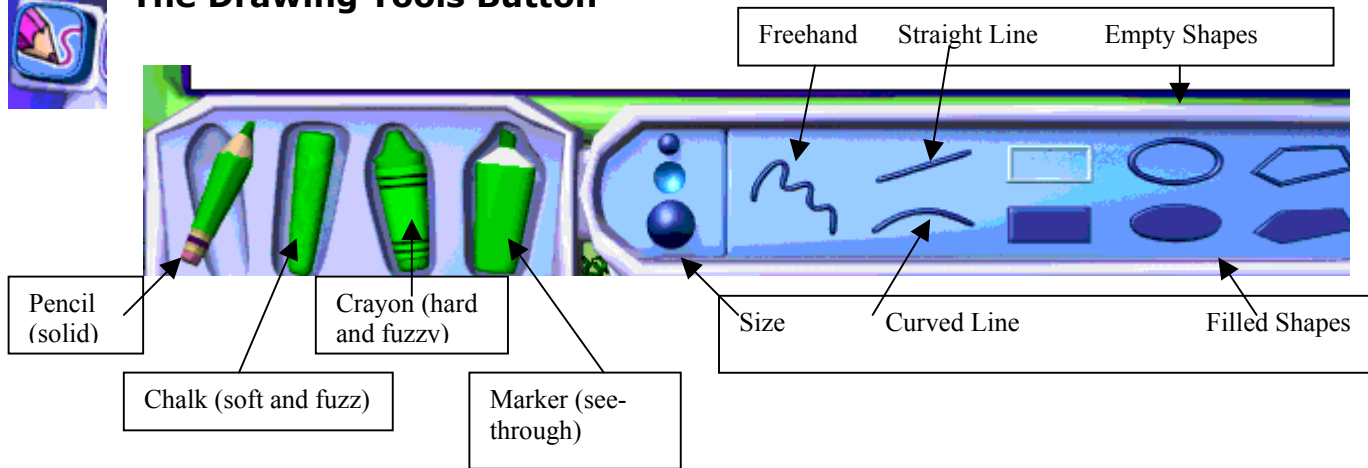 The Drawing Tools Button
Freehand Straight Line Empty Shapes
Pencil
(solid)
Crayon (hard
and fuzzy)
Size Curved Line Filled Shapes
Chalk (soft and fuzz)
Marker (see-
through)